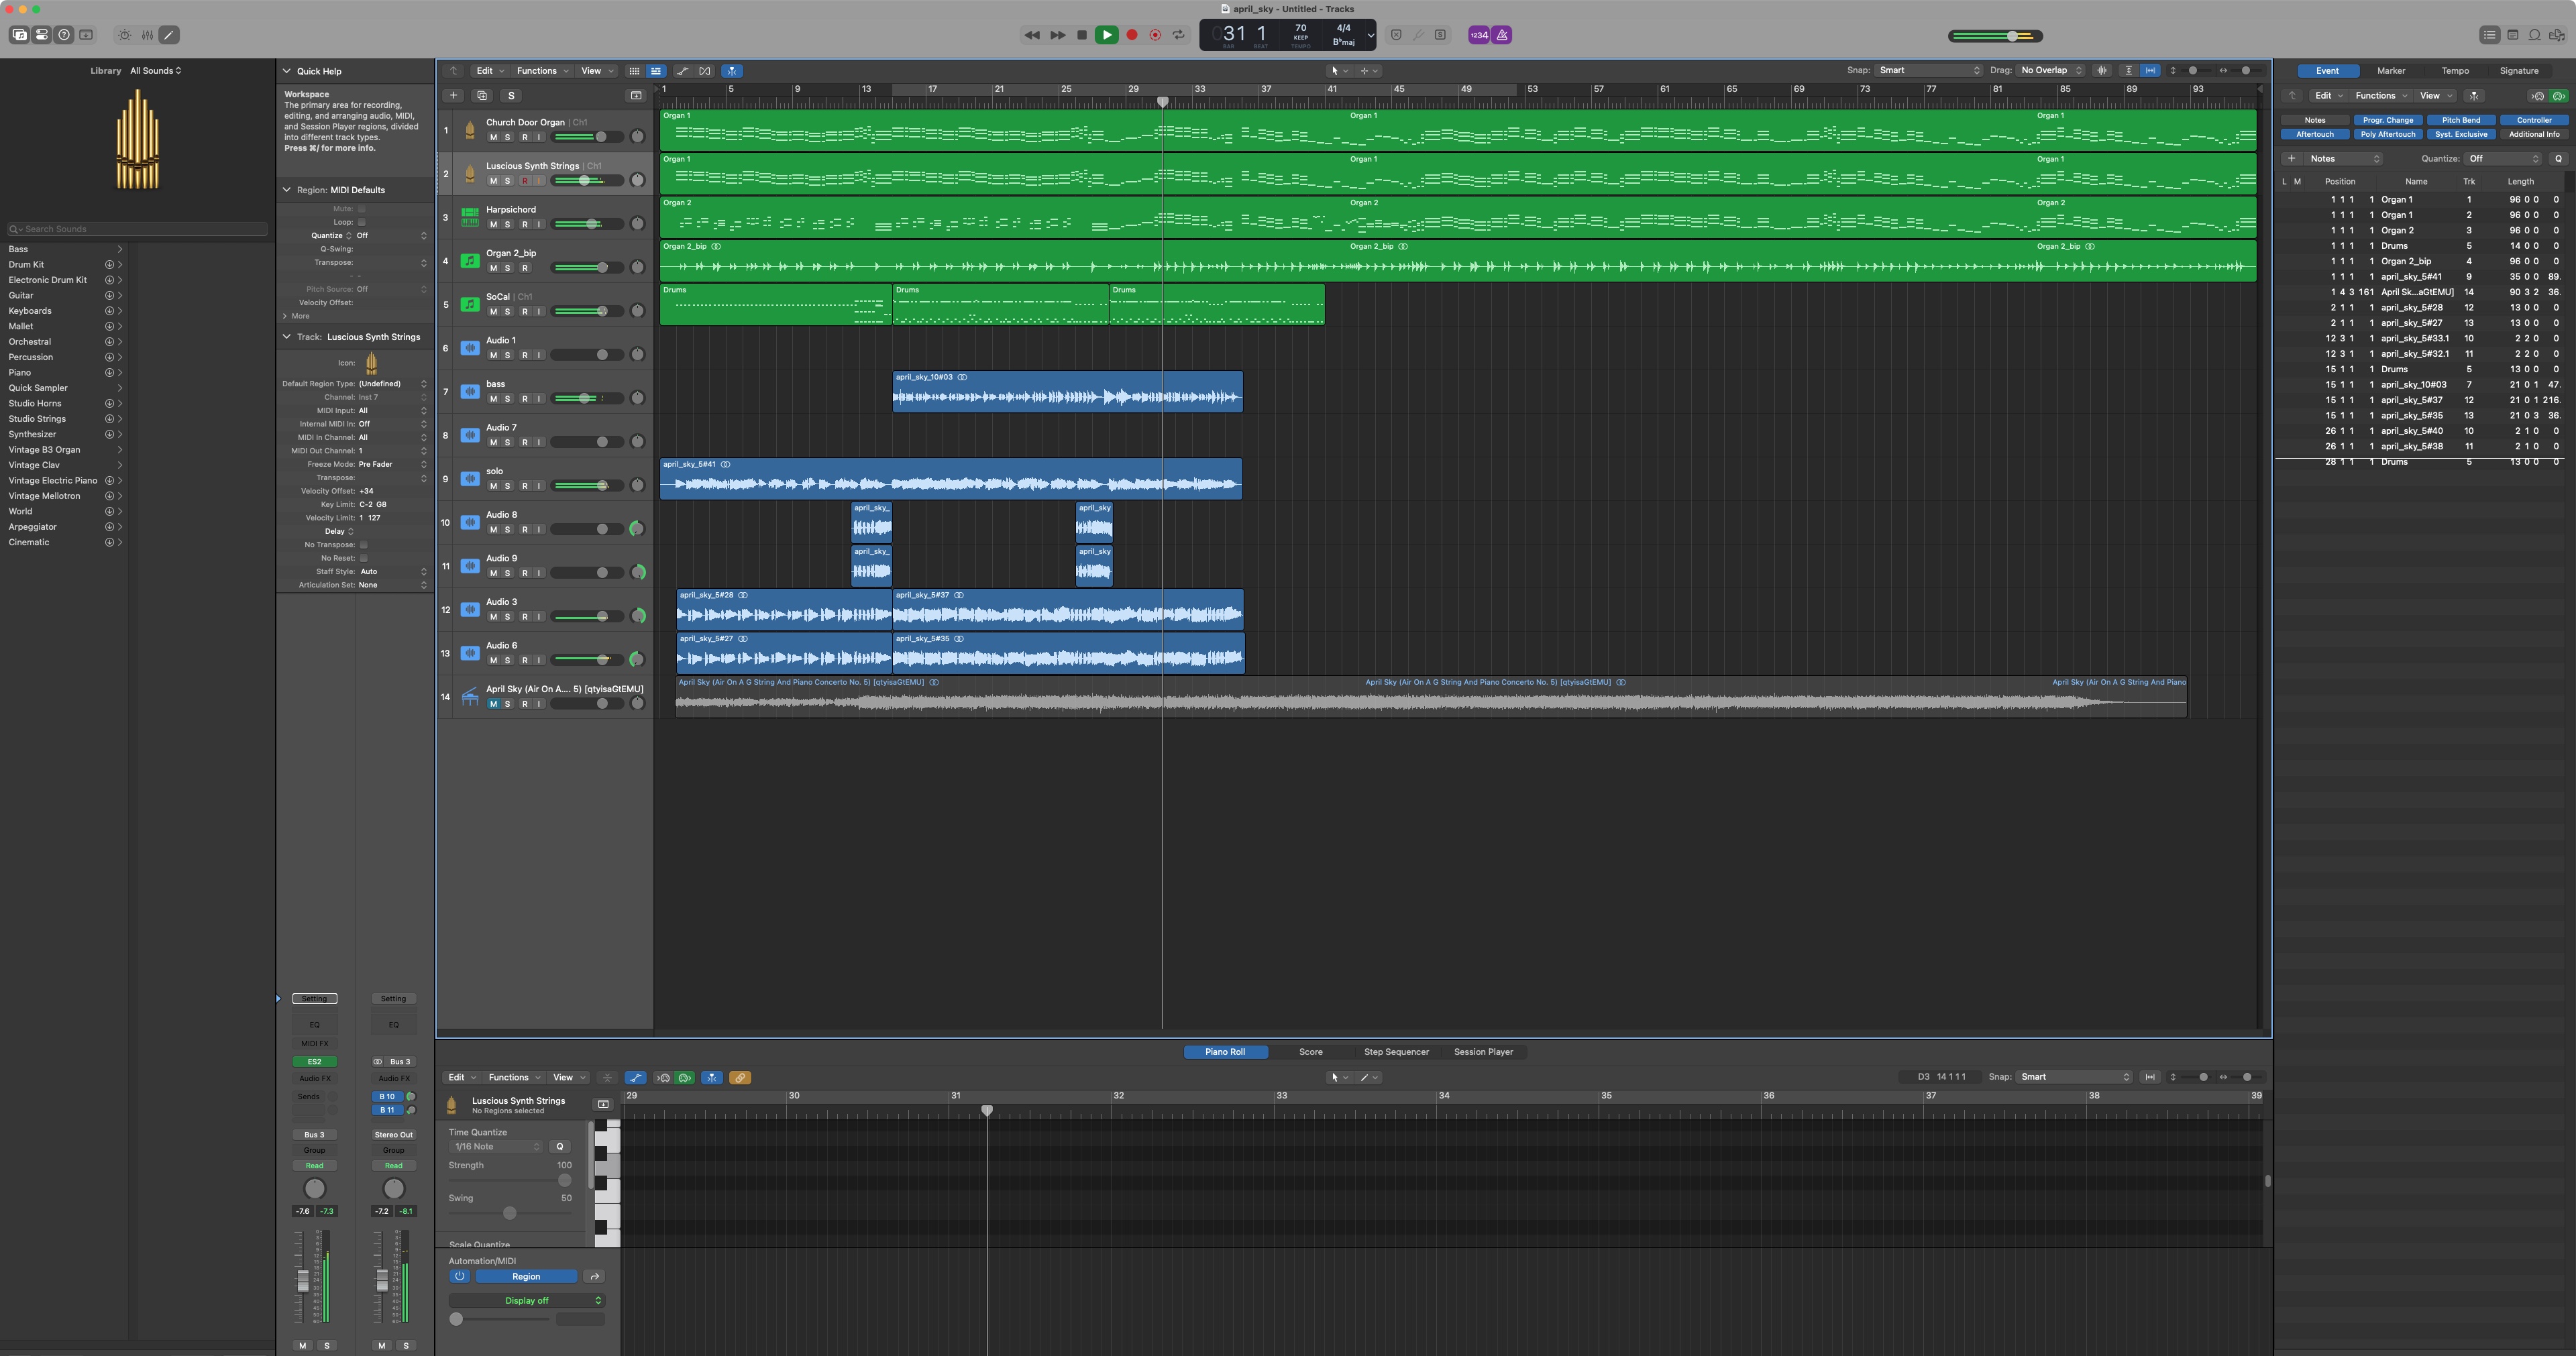 april_sky - Untitled - Tracks
031 1
BAR BEAT
70
KEEP
TEMPO
4/4
B♭maj
1234
Library All Sounds
Search Sounds
Bass
Drum Kit
Electronic Drum Kit
Guitar
Keyboards
Mallet
Orchestral
Percussion
Piano
Quick Sampler
Studio Horns
Studio Strings
Synthesizer
Vintage B3 Organ
Vintage Clav
Vintage Electric Piano
Vintage Mellotron
World
Arpeggiator
Cinematic
Quick Help
Workspace
The primary area for recording,
editing, and arranging audio, MIDI,
and Session Player regions, divided
into different track types.
Press ⌘/ for more info.
Region: MIDI Defaults
Mute:
Loop:
Quantize Off
Q-Swing:
Transpose:
Pitch Source: Off
Velocity Offset:
More
Track: Luscious Synth Strings
Icon:
Default Region Type: (Undefined)
Channel: Inst 7
MIDI Input: All
Internal MIDI In: Off
MIDI In Channel: All
MIDI Out Channel: 1
Freeze Mode: Pre Fader
Transpose:
Velocity Offset: +34
Key Limit: C-2 G8
Velocity Limit: 1 127
Delay
No Transpose:
No Reset:
Staff Style: Auto
Articulation Set: None
Setting Setting
EQ EQ
MIDI FX
ES2 Bus 3
Audio FX Audio FX
Sends B 10
B 11
Bus 3 Stereo Out
Group Group
Read Read
-7.6 -7.3 -7.2 -8.1
M S M S
Edit Functions View
Snap: Smart Drag: No Overlap
S
1 5 9 13 17 21 25 29 33 37 41 45 49 53 57 61 65 69 73 77 81 85 89 93
1 Church Door Organ | Ch1
M S R I
Organ 1 Organ 1 Organ 1
2 Luscious Synth Strings | Ch1
M S R I
Organ 1 Organ 1 Organ 1
3 Harpsichord
M S R I
Organ 2 Organ 2 Organ 2
4 Organ 2_bip
M S R
Organ 2_bip Organ 2_bip Organ 2_bip
5 SoCal | Ch1
M S R I
Drums Drums Drums
6 Audio 1
M S R I
7 bass
M S R I
april_sky_10#03
8 Audio 7
M S R I
9 solo
M S R I
april_sky_5#41
10 Audio 8
M S R I
april_sky_ april_sky
11 Audio 9
M S R I
april_sky_ april_sky
12 Audio 3
M S R I
april_sky_5#28 april_sky_5#37
13 Audio 6
M S R I
april_sky_5#27 april_sky_5#35
14 April Sky (Air On A.... 5) [qtyisaGtEMU]
M S R I
April Sky (Air On A G String And Piano Concerto No. 5) [qtyisaGtEMU] April Sky (Air On A G String And Piano Concerto No. 5) [qtyisaGtEMU] April Sky (Air On A G String And Piano
Piano Roll Score Step Sequencer Session Player
Edit Functions View
D3 14 1 1 1 Snap: Smart
Luscious Synth Strings
No Regions selected
29 30 31 32 33 34 35 36 37 38 39
Time Quantize
1/16 Note Q
Strength 100
Swing 50
Scale Quantize
Automation/MIDI
Region
Display off
Event Marker Tempo Signature
Edit Functions View
Notes Progr. Change Pitch Bend Controller
Aftertouch Poly Aftertouch Syst. Exclusive Additional Info
Notes Quantize: Off Q
L M Position Name Trk Length
1 1 1 1 Organ 1 1 96 0 0 0
1 1 1 1 Organ 1 2 96 0 0 0
1 1 1 1 Organ 2 3 96 0 0 0
1 1 1 1 Drums 5 14 0 0 0
1 1 1 1 Organ 2_bip 4 96 0 0 0
1 1 1 1 april_sky_5#41 9 35 0 0 89.
1 4 3 161 April Sk...aGtEMU] 14 90 3 2 36.
2 1 1 1 april_sky_5#28 12 13 0 0 0
2 1 1 1 april_sky_5#27 13 13 0 0 0
12 3 1 1 april_sky_5#33.1 10 2 2 0 0
12 3 1 1 april_sky_5#32.1 11 2 2 0 0
15 1 1 1 Drums 5 13 0 0 0
15 1 1 1 april_sky_10#03 7 21 0 1 47.
15 1 1 1 april_sky_5#37 12 21 0 1 216.
15 1 1 1 april_sky_5#35 13 21 0 3 36.
26 1 1 1 april_sky_5#40 10 2 1 0 0
26 1 1 1 april_sky_5#38 11 2 1 0 0
28 1 1 1 Drums 5 13 0 0 0